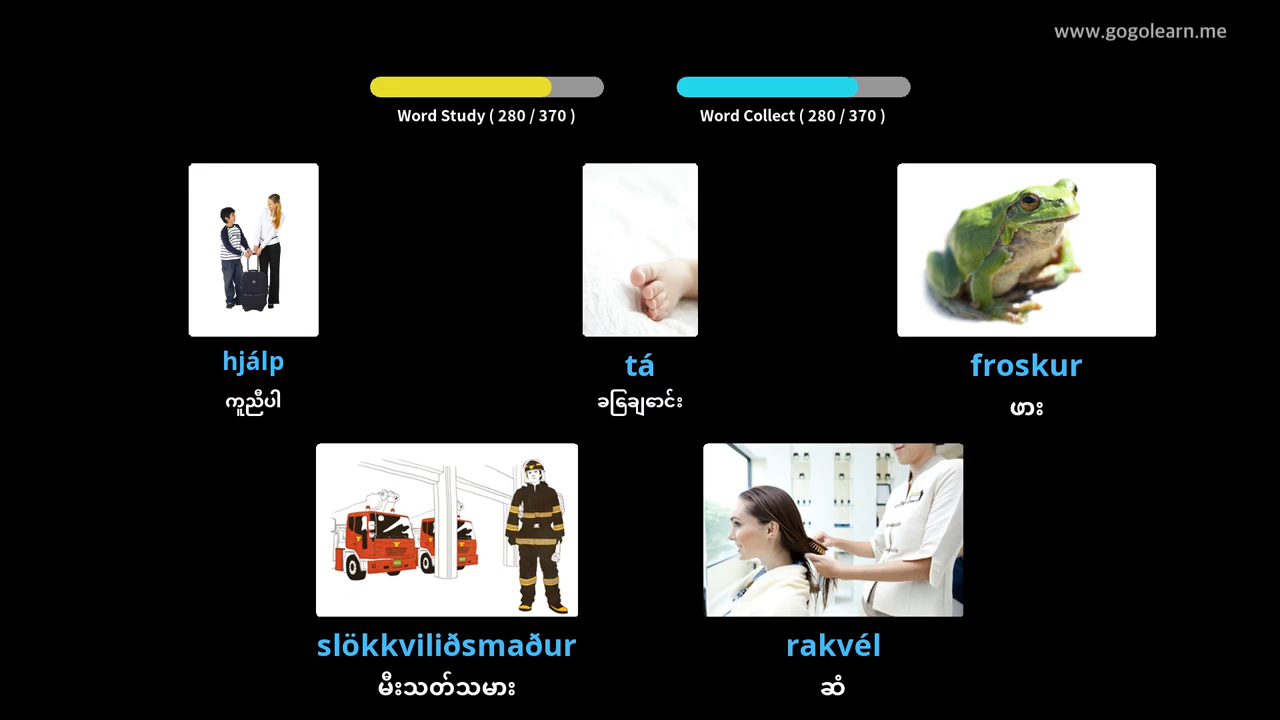 www.gogolearn.me
Word Study ( 280 / 370 )
Word Collect ( 280 / 370 )
hjálp
ကူညီပါ
tá
ခြေချောင်း
froskur
ဖား
slökkviliðsmaður
မီးသတ်သမား
rakvél
ဆံ